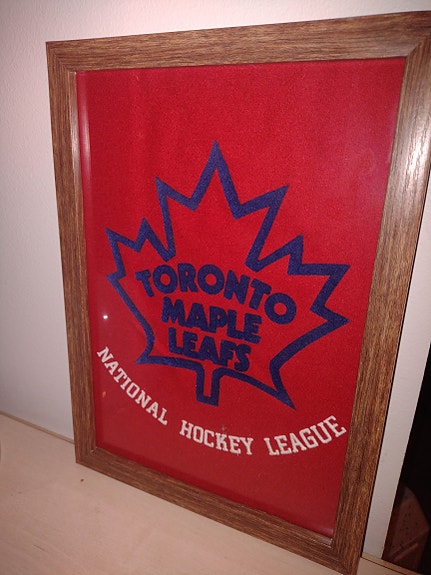 TORONTO
MAPLE
LEAFS
NATIONAL HOCKEY LEAGUE